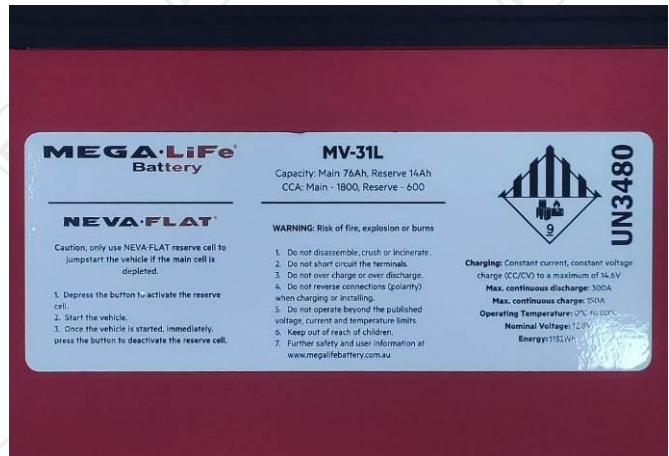 MEGA·LiFe
Battery
NEVA·FLAT
Caution, only use NEVA·FLAT reserve cell to
jumpstart the vehicle if the main cell is
depleted.
1. Depress the button to activate the reserve
cell.
2. Start the vehicle.
3. Once the vehicle is started, immediately.
press the button to deactivate the reserve cell.
MV-31L
Capacity: Main 76Ah, Reserve 14Ah
CCA: Main - 1800, Reserve - 600
WARNING: Risk of fire, explosion or burns
1. Do not disassemble, crush or incinerate.
2. Do not short circuit the terminals.
3. Do not over charge or over discharge.
4. Do not reverse connections (polarity)
when charging or installing.
5. Do not operate beyond the published
voltage, current and temperature limits.
6. Keep out of reach of children.
7. Further safety and user information at
www.megalifebattery.com.au
9
UN3480
Charging: Constant current, constant voltage
charge (CC/CV) to a maximum of 14.6V
Max. continuous discharge: 300A
Max. continuous charge: 150A
Operating Temperature: 0°C to 60°C
Nominal Voltage: 12.8V
Energy: 1152Wh